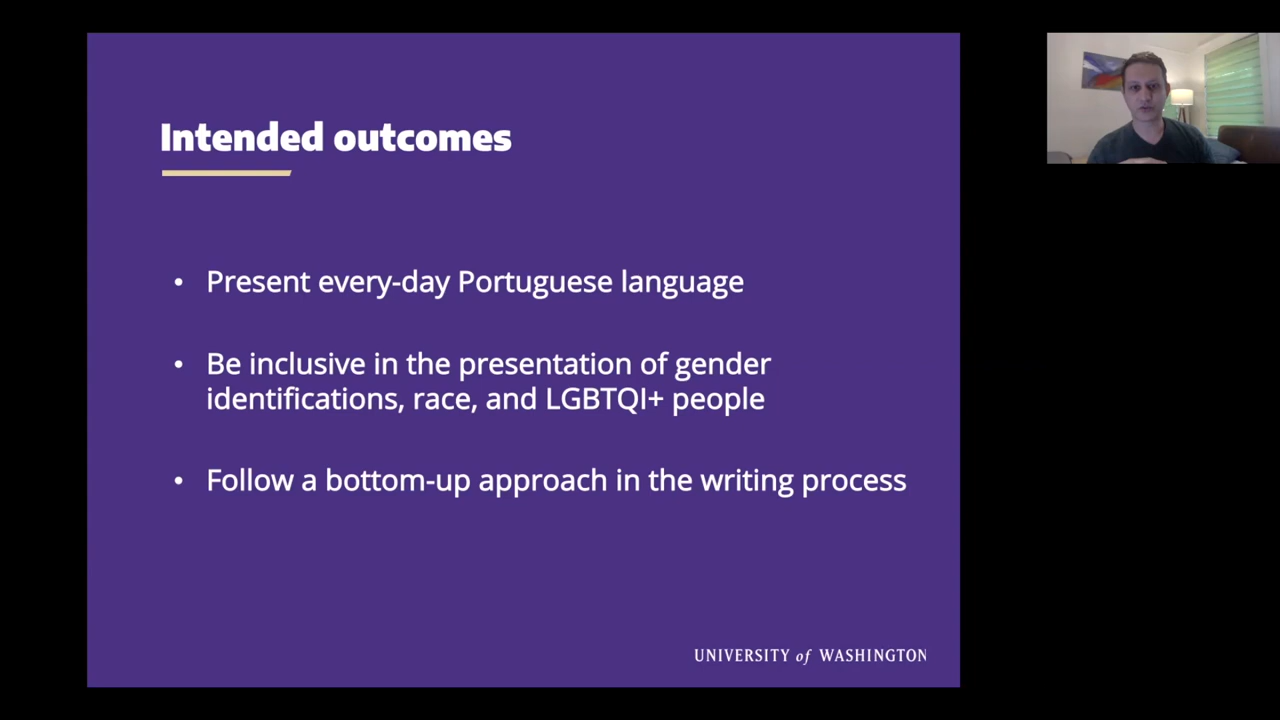 Intended outcomes
• Present every-day Portuguese language
• Be inclusive in the presentation of gender
identifications, race, and LGBTQI+ people
• Follow a bottom-up approach in the writing process
UNIVERSITY of WASHINGTON